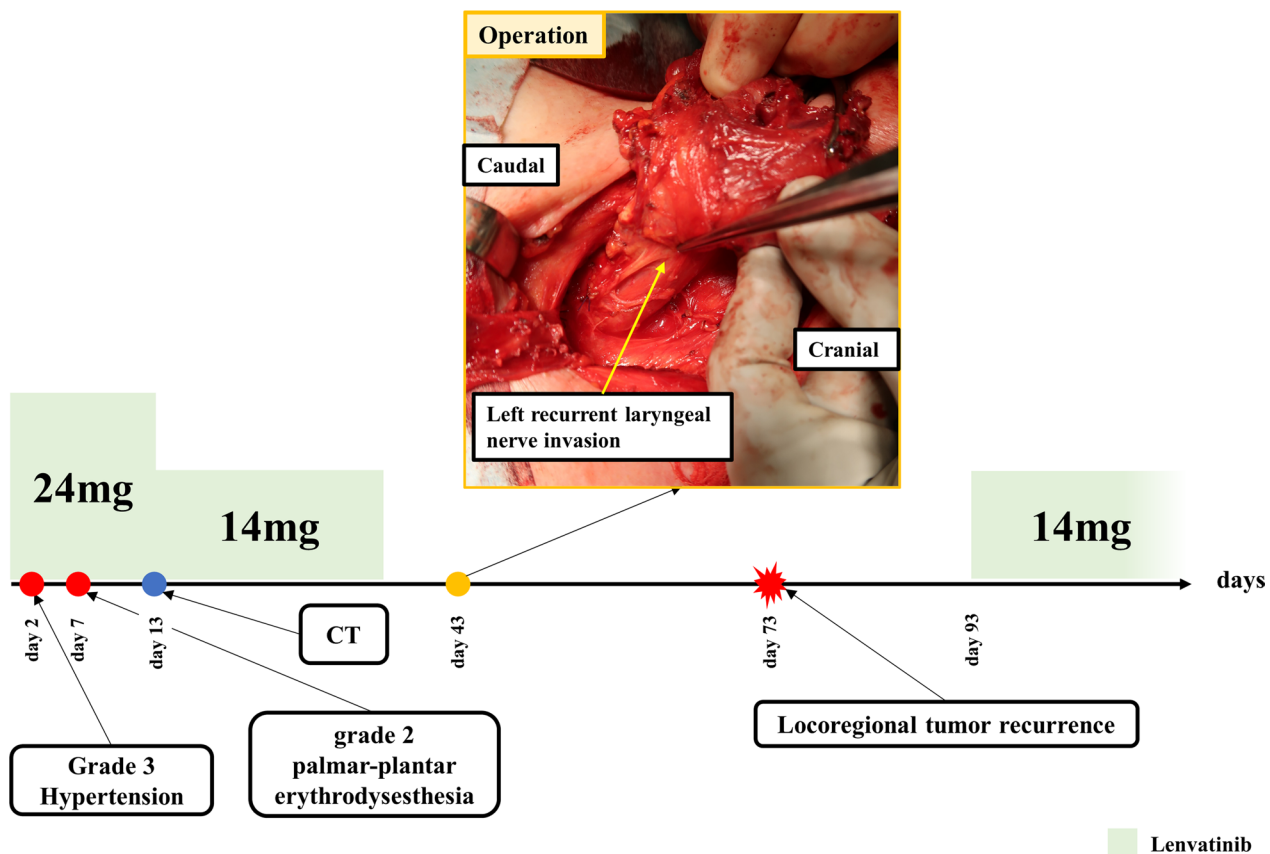 Operation
Caudal
Cranial
Left recurrent laryngeal
nerve invasion
24mg
14mg
14mg
days
day 2
day 7
day 13
day 43
day 73
day 93
CT
Grade 3
Hypertension
grade 2
palmar-plantar
erythrodysesthesia
Locoregional tumor recurrence
Lenvatinib